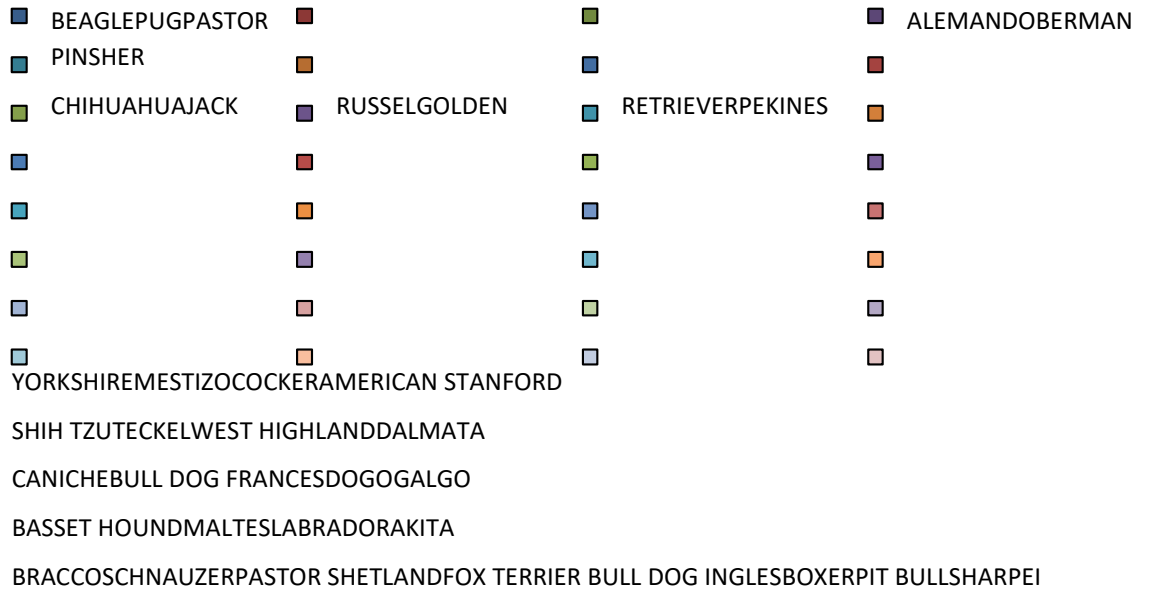 BEAGLEPUGPASTOR ALEMANDOBERMAN
PINSHER
CHIHUAHUAJACK RUSSELGOLDEN RETRIEVERPEKINES
YORKSHIREMESTIZOCOCKERAMERICAN STANFORD
SHIH TZUTECKELWEST HIGHLANDDALMATA
CANICHEBULL DOG FRANCESDOGOGALGO
BASSET HOUNDMALTESLABRADORAKITA
BRACCOSCHNAUZERPASTOR SHETLANDFOX TERRIER BULL DOG INGLESBOXERPIT BULLSHARPEI